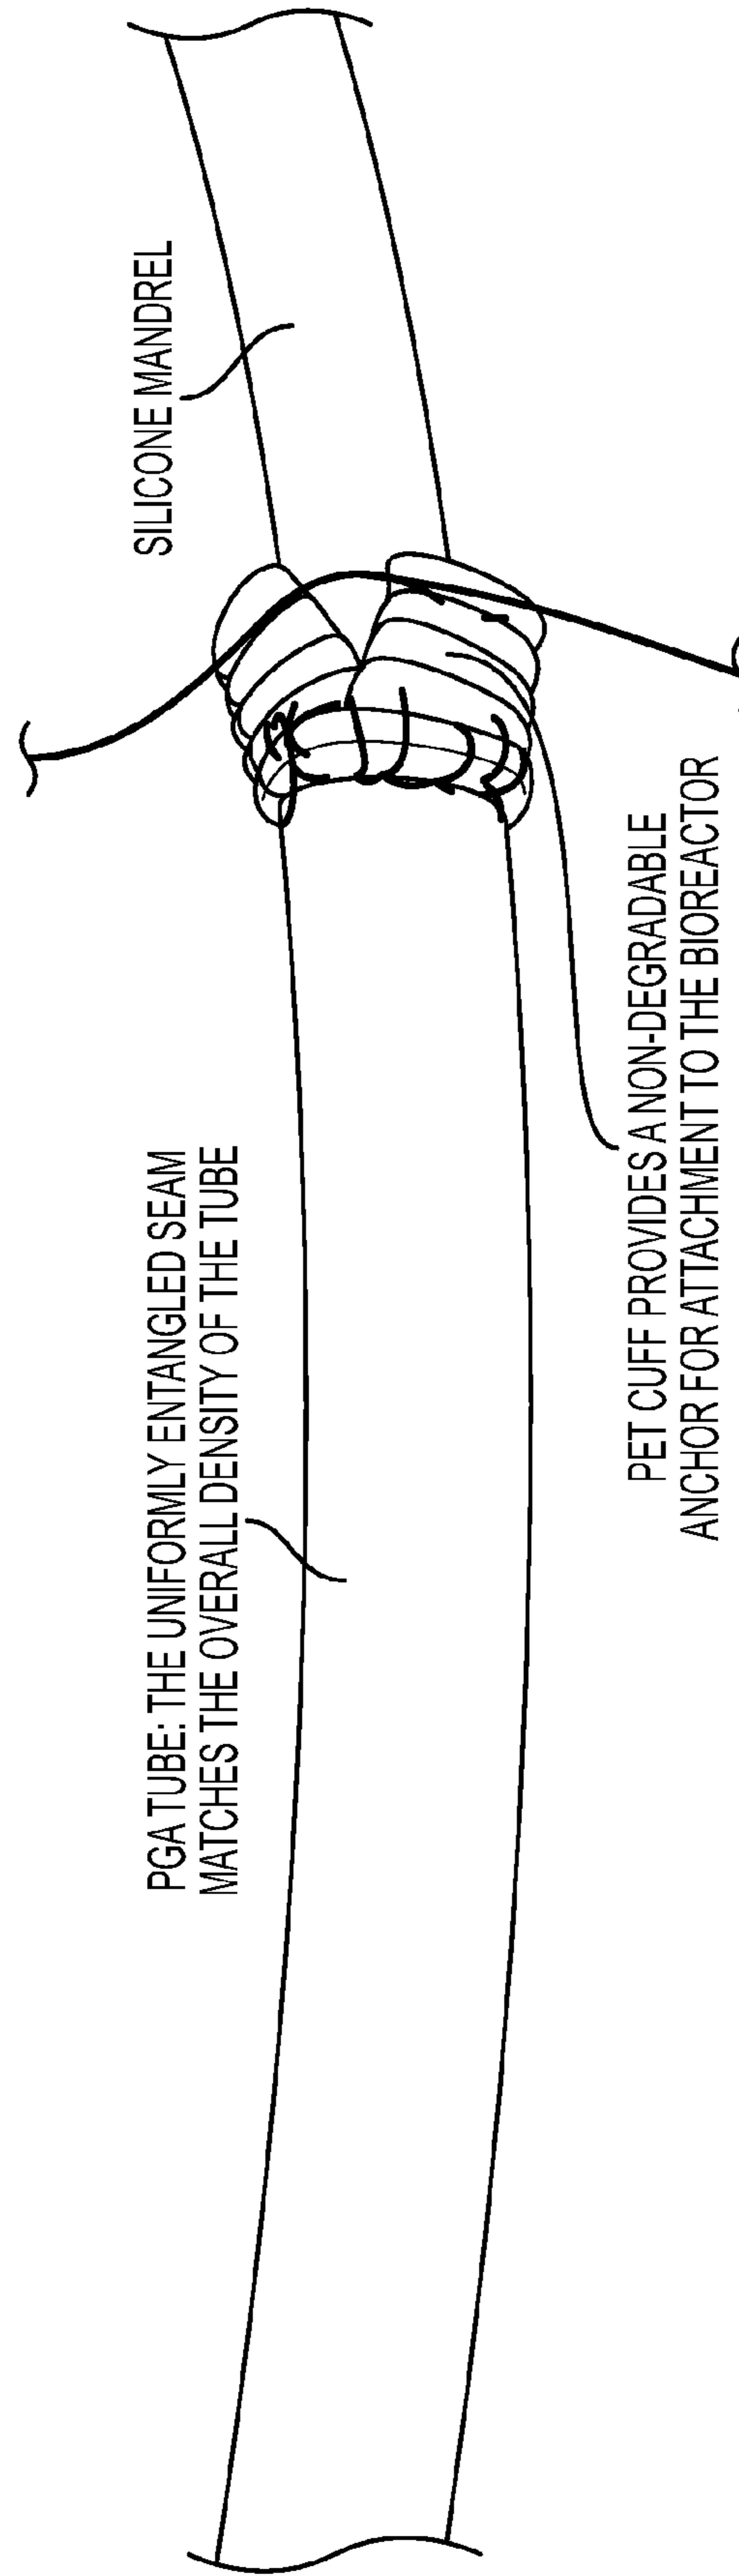 SILICONE MANDREL
PGA TUBE: THE UNIFORMLY ENTANGLED SEAM
MATCHES THE OVERALL DENSITY OF THE TUBE
PET CUFF PROVIDES A NON-DEGRADABLE
ANCHOR FOR ATTACHMENT TO THE BIOREACTOR